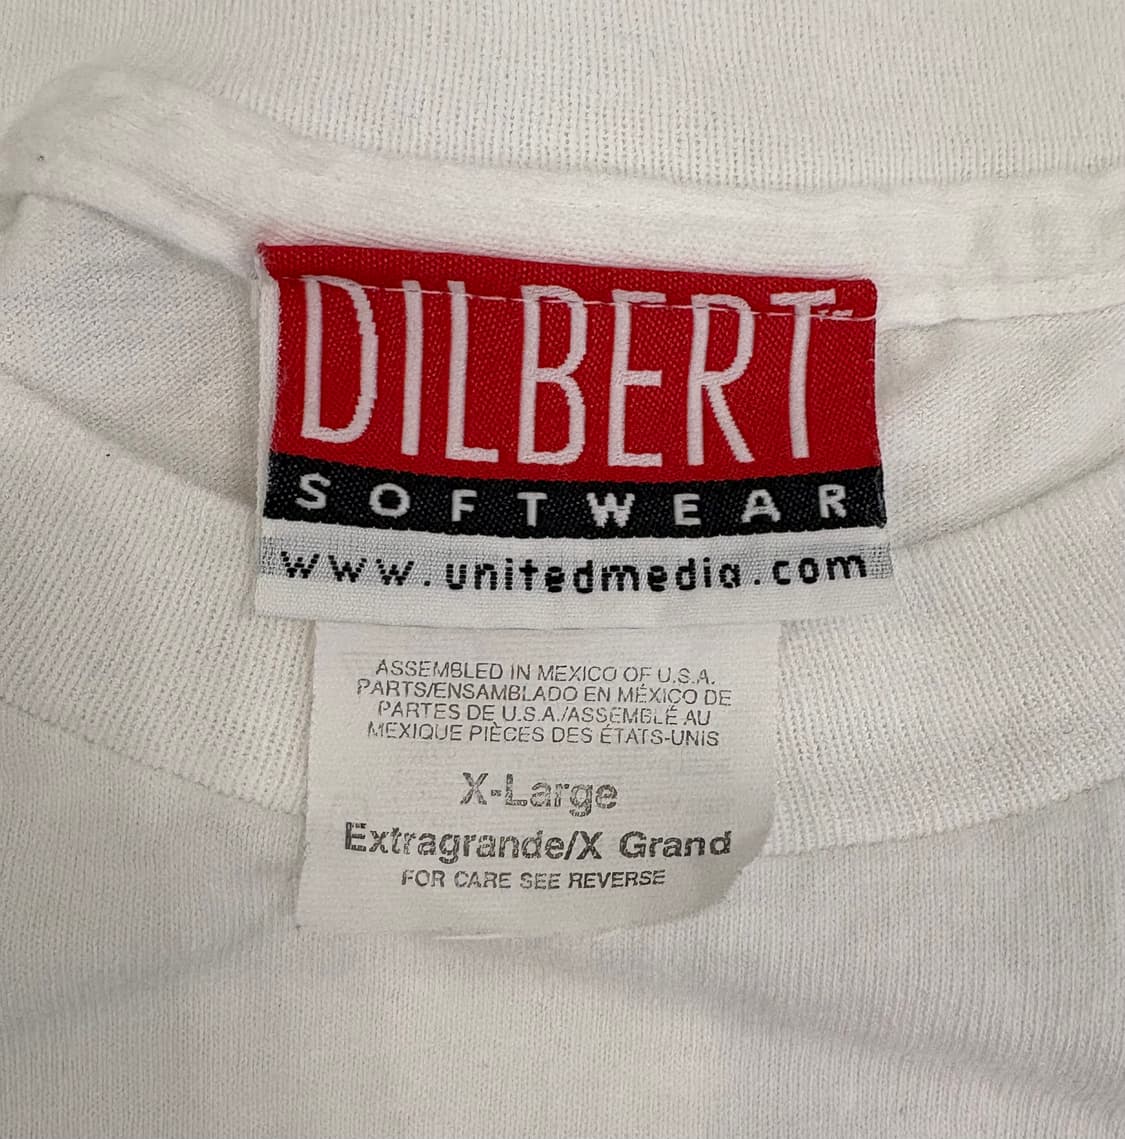 DILBERT™
SOFTWEAR
www.unitedmedia.com
ASSEMBLED IN MEXICO OF U.S.A.
PARTS/ENSAMBLADO EN MÉXICO DE
PARTES DE U.S.A./ASSEMBLÉ AU
MEXIQUE PIÈCES DES ÉTATS-UNIS
X-Large
Extragrande/X Grand
FOR CARE SEE REVERSE